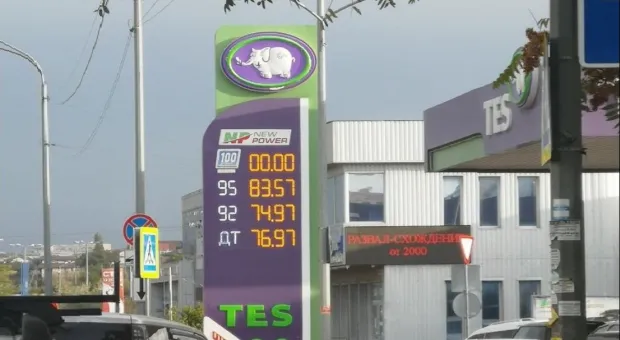 NP NEW POWER
100 00.00
95 83.57
92 74.97
ДТ 76.97
TES
TES
РАЗВАЛ-СХОЖДЕНИЕ
от 2000